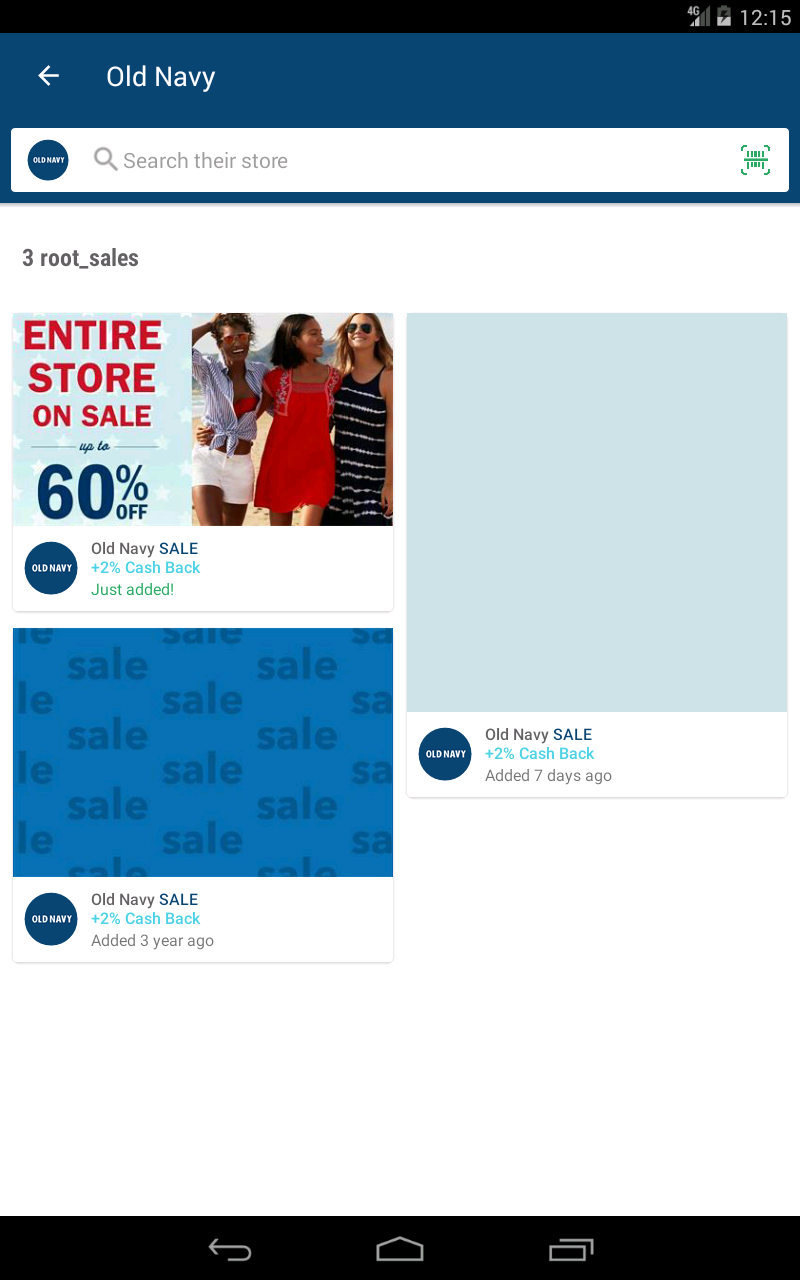 4G 12:15
Old Navy
OLD NAVY Search their store
3 root_sales
ENTIRE
STORE
ON SALE
up to
60% OFF
OLD NAVY
Old Navy SALE
+2% Cash Back
Just added!
OLD NAVY
Old Navy SALE
+2% Cash Back
Added 7 days ago
le sale sa
sale sale
le sale sa
sale sale
le sale sa
sale sale
le sale sa
sale sale
OLD NAVY
Old Navy SALE
+2% Cash Back
Added 3 year ago